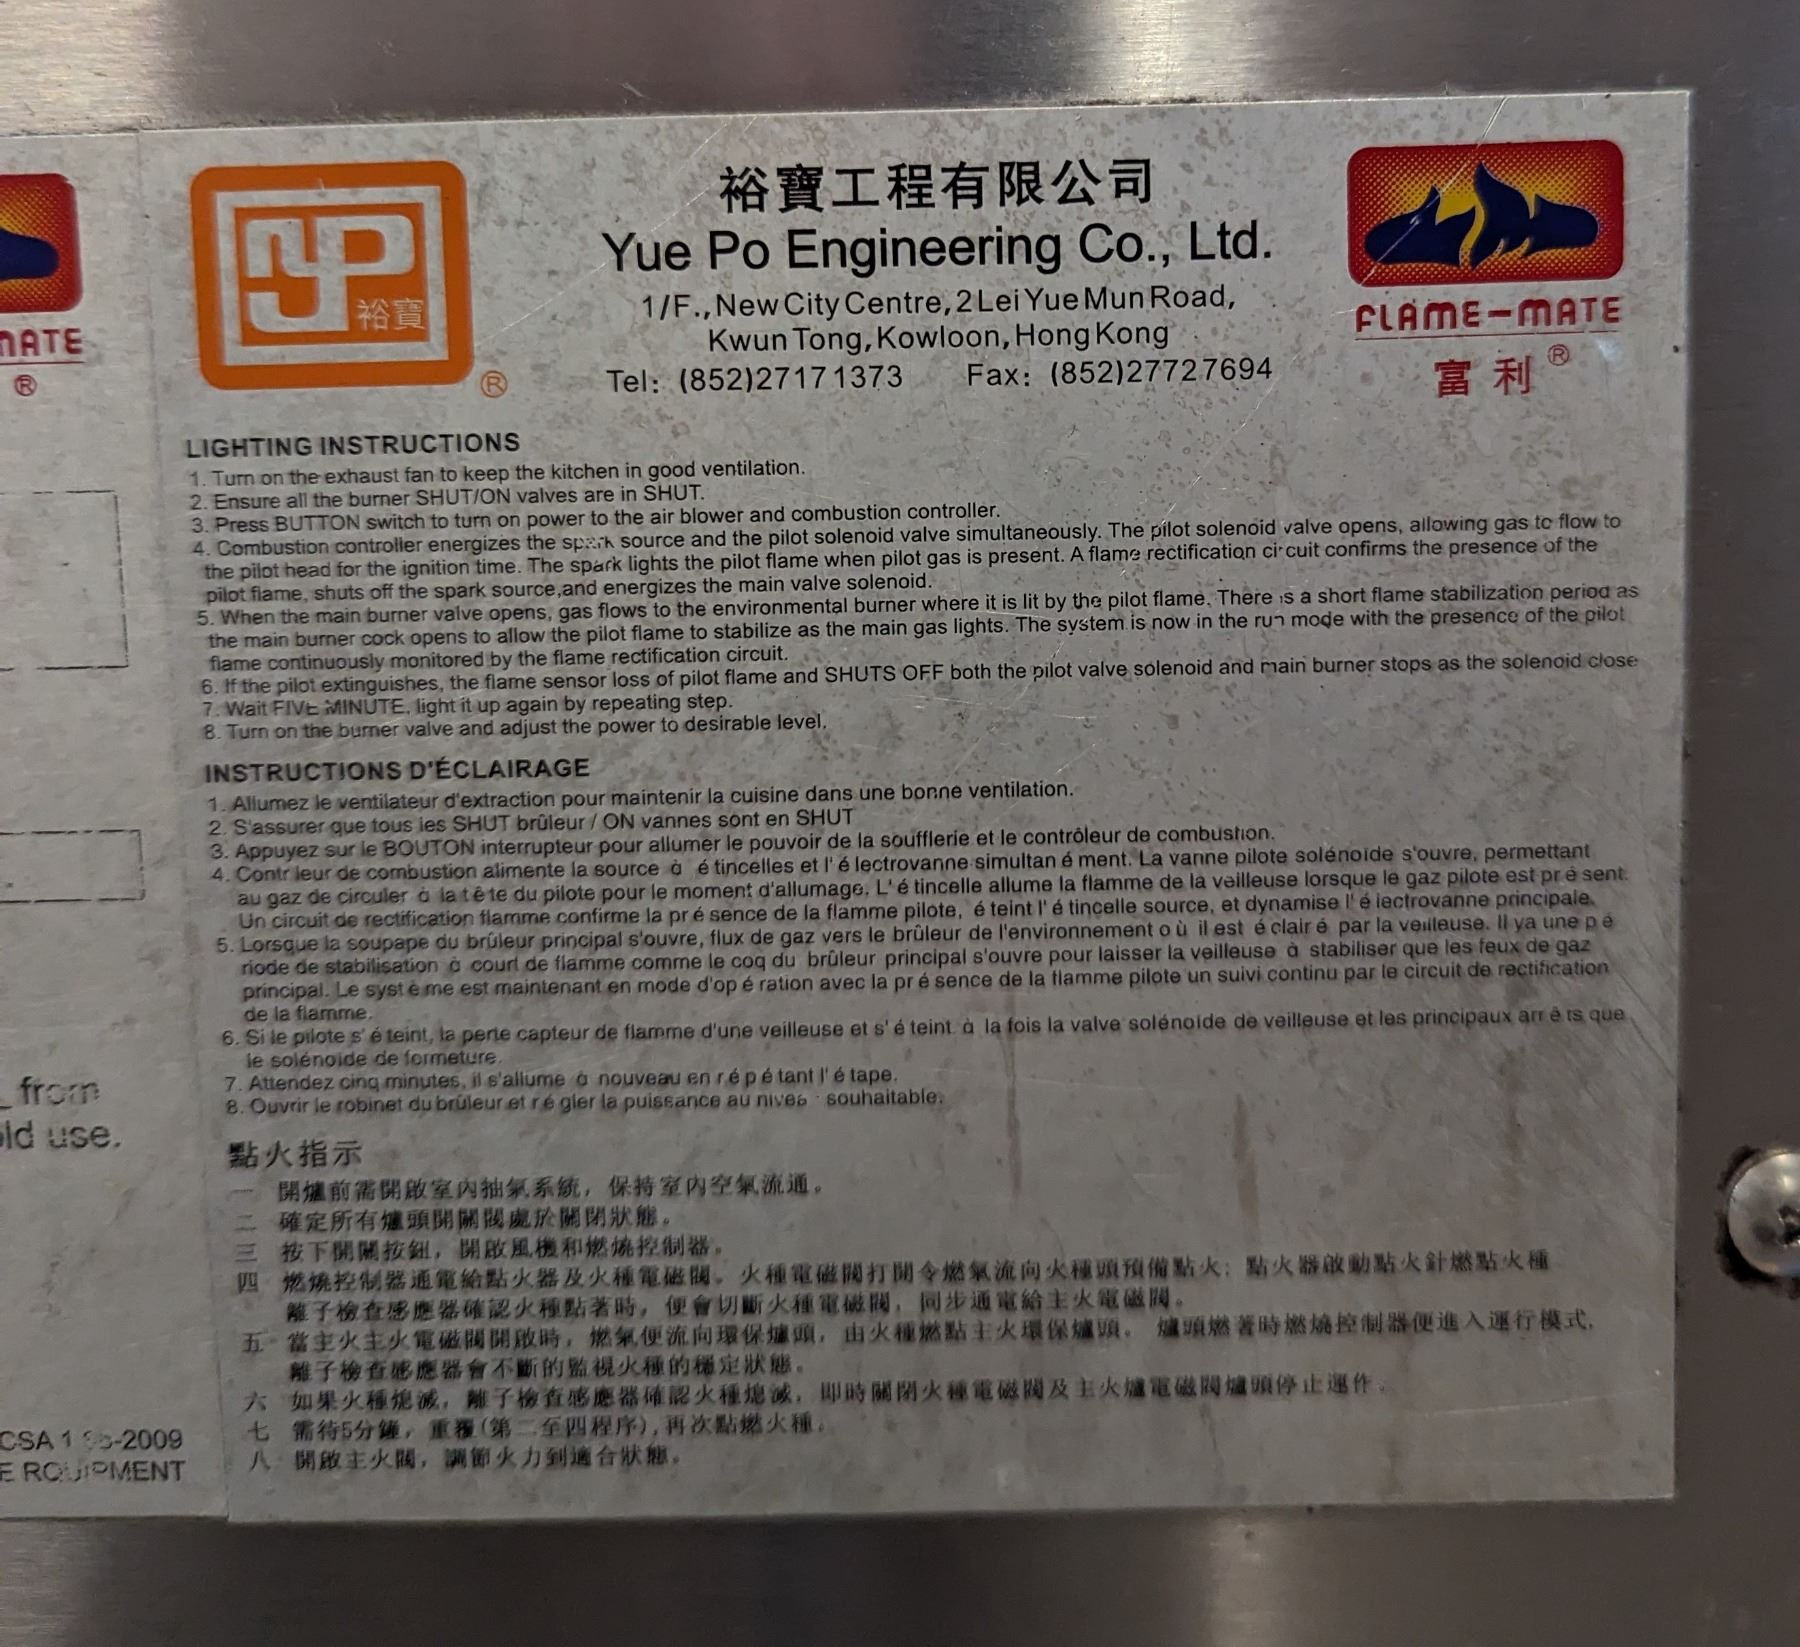 裕寶工程有限公司
Yue Po Engineering Co., Ltd.
1/F., New City Centre, 2 Lei Yue Mun Road,
Kwun Tong, Kowloon, Hong Kong
Tel: (852)27171373 Fax: (852)27727694
裕寶
®
FLAME-MATE
富利®
MATE
®
LIGHTING INSTRUCTIONS
1. Turn on the exhaust fan to keep the kitchen in good ventilation.
2. Ensure all the burner SHUT/ON valves are in SHUT.
3. Press BUTTON switch to turn on power to the air blower and combustion controller.
4. Combustion controller energizes the spark source and the pilot solenoid valve simultaneously. The pilot solenoid valve opens, allowing gas to flow to
the pilot head for the ignition time. The spark lights the pilot flame when pilot gas is present. A flame rectification circuit confirms the presence of the
pilot flame, shuts off the spark source,and energizes the main valve solenoid.
5. When the main burner valve opens, gas flows to the environmental burner where it is lit by the pilot flame. There is a short flame stabilization period as
the main burner cock opens to allow the pilot flame to stabilize as the main gas lights. The system is now in the run mode with the presence of the pilot
flame continuously monitored by the flame rectification circuit.
6. If the pilot extinguishes, the flame sensor loss of pilot flame and SHUTS OFF both the pilot valve solenoid and main burner stops as the solenoid close
7. Wait FIVE MINUTE, light it up again by repeating step.
8. Turn on the burner valve and adjust the power to desirable level.
INSTRUCTIONS D'ÉCLAIRAGE
1. Allumez le ventilateur d'extraction pour maintenir la cuisine dans une bonne ventilation.
2. S'assurer que tous les SHUT brûleur / ON vannes sont en SHUT
3. Appuyez sur le BOUTON interrupteur pour allumer le pouvoir de la soufflerie et le contrôleur de combustion.
4. Contr leur de combustion alimente la source à é tincelles et l' é lectrovanne simultan é ment. La vanne pilote solénoïde s'ouvre, permettant
au gaz de circuler à la tê te du pilote pour le moment d'allumage. L' é tincelle allume la flamme de la veilleuse lorsque le gaz pilote est pr é sent.
Un circuit de rectification flamme confirme la pr é sence de la flamme pilote, é teint l' é tincelle source, et dynamise l' é lectrovanne principale.
5. Lorsque la soupape du brûleur principal s'ouvre, flux de gaz vers le brûleur de l'environnement o ù il est é clair é par la veilleuse. Il ya une p é
riode de stabilisation à court de flamme comme le coq du brûleur principal s'ouvre pour laisser la veilleuse à stabiliser que les feux de gaz
principal. Le syst è me est maintenant en mode d'op é ration avec la pr é sence de la flamme pilote un suivi continu par le circuit de rectification
de la flamme.
6. Si le pilote s' é teint, la perte capteur de flamme d'une veilleuse et s' é teint à la fois la valve solénoïde de veilleuse et les principaux arr ê ts que
le solénoïde de formeture.
7. Attendez cinq minutes, il s'allume à nouveau en r é p é tant l' é tape.
8. Ouvrir le robinet du brûleur et r é gler la puissance au souhaitable.
點火指示
一 開爐前需開啟室內抽氣系統，保持室內空氣流通。
二 確定所有爐頭開關閥處於關閉狀態。
三 按下開關按鈕，開啟風機和燃燒控制器。
四 燃燒控制器通電給點火器及火種電磁閥。火種電磁閥打開令燃氣流向火種頭預備點火；點火器啟動點火針燃點火種
離子檢查感應器確認火種點著時，便會切斷火種電磁閥，同步通電給主火電磁閥。
五 當主火主火電磁閥開啟時，燃氣便流向環保爐頭，由火種燃點主火環保爐頭。爐頭燃著時燃燒控制器便進入運行模式，
離子檢查感應器會不斷的監視火種的穩定狀態。
六 如果火種熄滅，離子檢查感應器確認火種熄滅，即時關閉火種電磁閥及主火爐電磁閥爐頭停止運作。
七 需待5分鐘，重覆(第二至四程序)，再次點燃火種。
八 開啟主火閥，調節火力到適合狀態。
from
ld use.
CSA 1 -2009
E RQUIPMENT